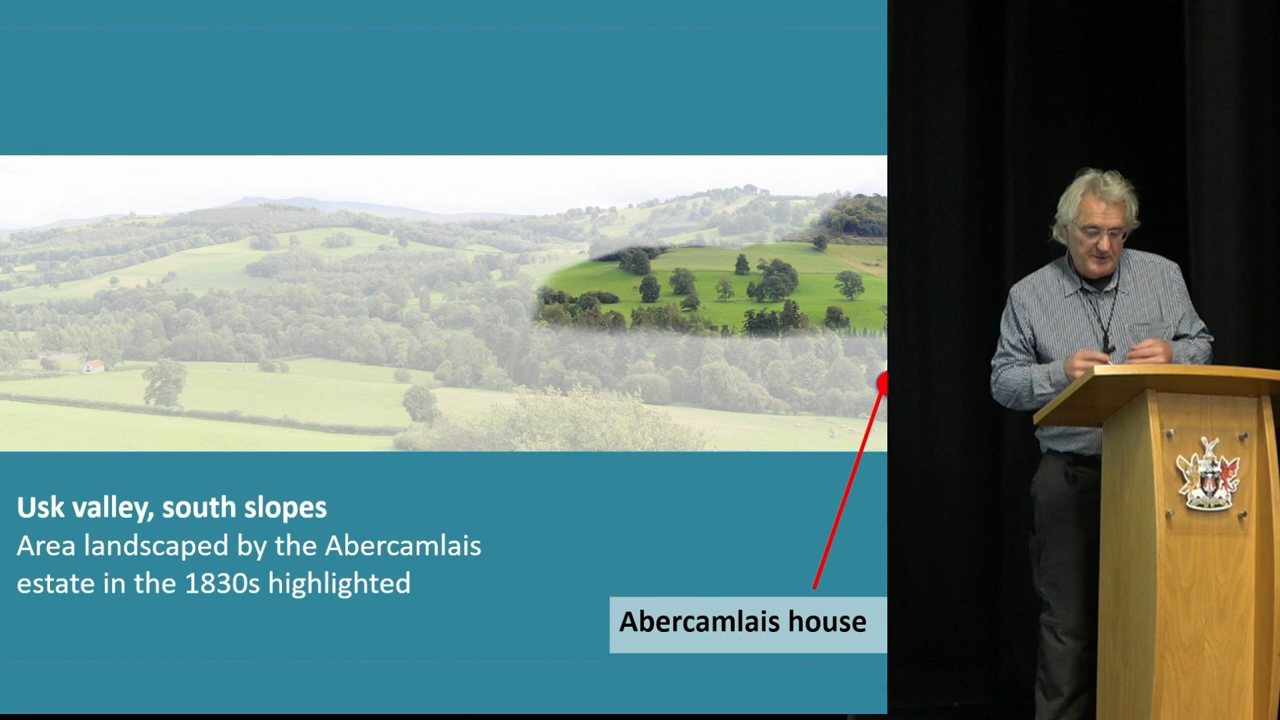 Usk valley, south slopes
Area landscaped by the Abercamlais
estate in the 1830s highlighted
Abercamlais house